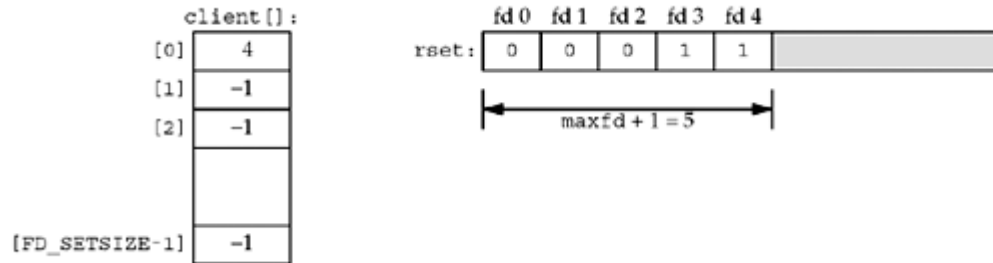 client[]:
[0] 4
[1] -1
[2] -1
[FD_SETSIZE-1] -1
fd 0 fd 1 fd 2 fd 3 fd 4
rset: 0 0 0 1 1
maxfd + 1 = 5